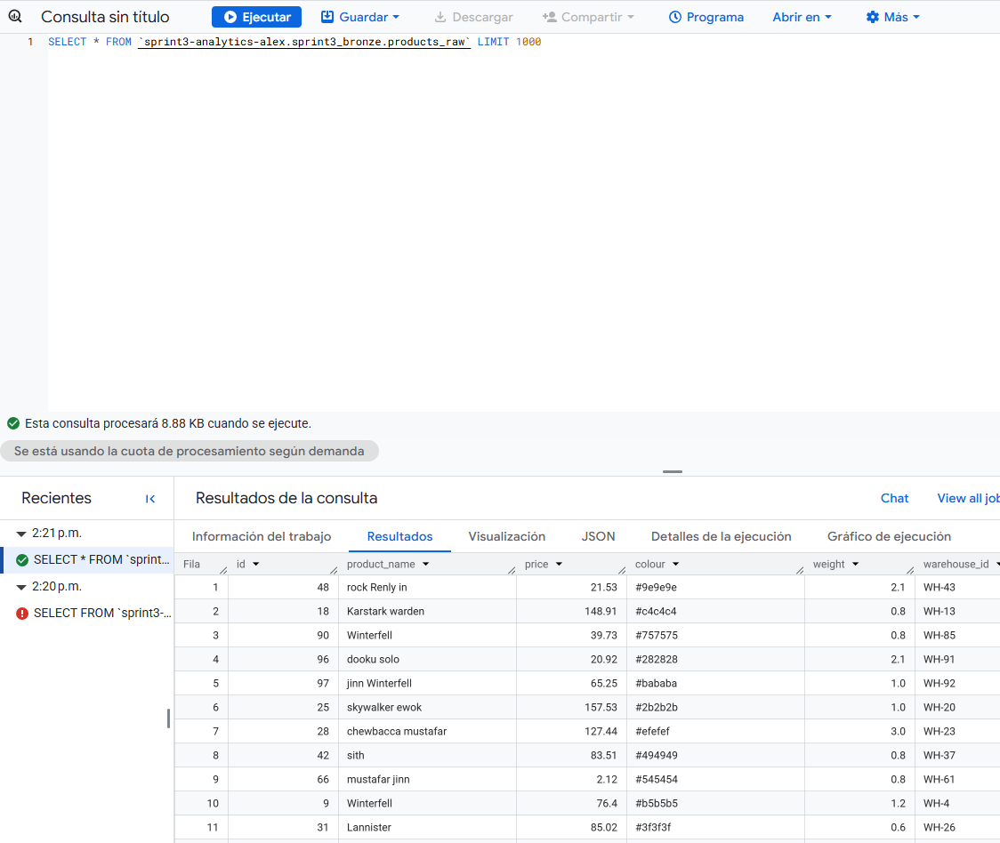 Consulta sin título Ejecutar Guardar Descargar Compartir Programa Abrir en Más
1 SELECT * FROM `sprint3-analytics-alex.sprint3_bronze.products_raw` LIMIT 1000
Esta consulta procesará 8.88 KB cuando se ejecute.
Se está usando la cuota de procesamiento según demanda
Recientes
2:21 p.m.
SELECT * FROM `sprint...
2:20 p.m.
SELECT FROM `sprint3-...
Resultados de la consulta Chat View all job
Información del trabajo Resultados Visualización JSON Detalles de la ejecución Gráfico de ejecución
Fila id product_name price colour weight warehouse_id
1 48 rock Renly in 21.53 #9e9e9e 2.1 WH-43
2 18 Karstark warden 148.91 #c4c4c4 0.8 WH-13
3 90 Winterfell 39.73 #757575 0.8 WH-85
4 96 dooku solo 20.92 #282828 2.1 WH-91
5 97 jinn Winterfell 65.25 #bababa 1.0 WH-92
6 25 skywalker ewok 157.53 #2b2b2b 1.0 WH-20
7 28 chewbacca mustafar 127.44 #efefef 3.0 WH-23
8 42 sith 83.51 #494949 0.8 WH-37
9 66 mustafar jinn 2.12 #545454 0.8 WH-61
10 9 Winterfell 76.4 #b5b5b5 1.2 WH-4
11 31 Lannister 85.02 #3f3f3f 0.6 WH-26